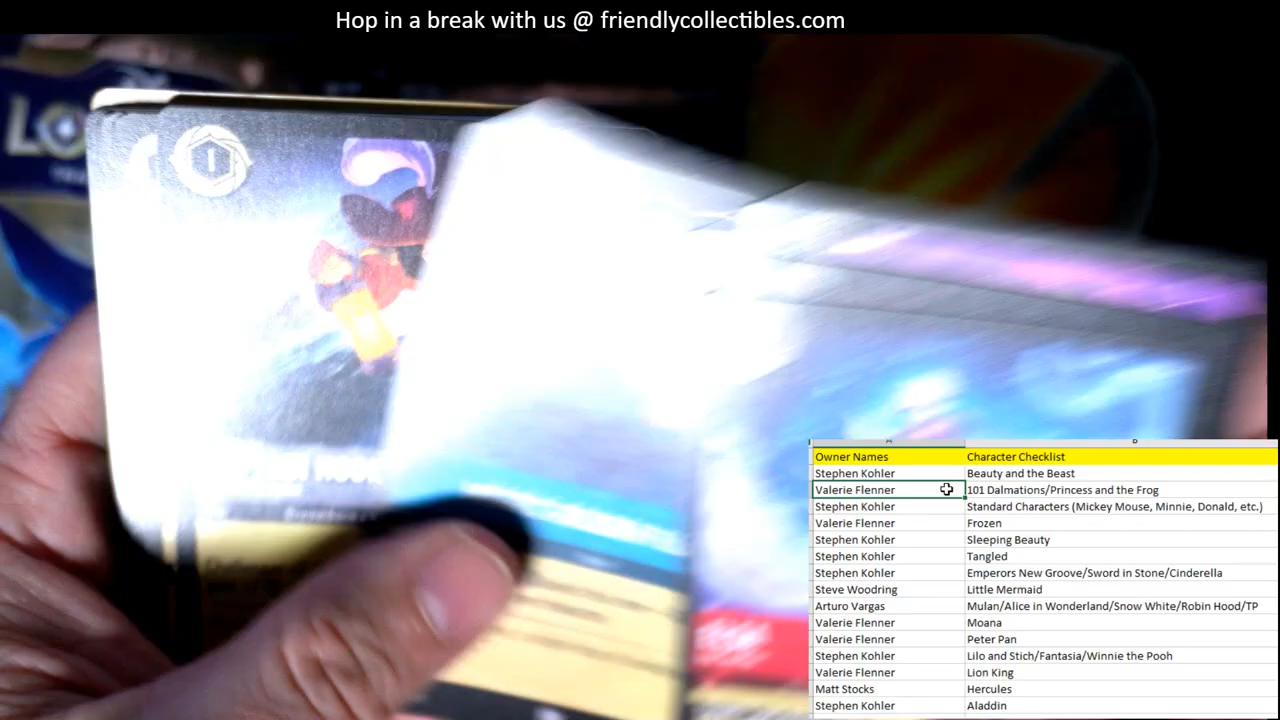 Hop in a break with us @ friendlycollectibles.com
LO
1
A B
Owner Names Character Checklist
Stephen Kohler Beauty and the Beast
Valerie Flenner 101 Dalmations/Princess and the Frog
Stephen Kohler Standard Characters (Mickey Mouse, Minnie, Donald, etc.)
Valerie Flenner Frozen
Stephen Kohler Sleeping Beauty
Stephen Kohler Tangled
Stephen Kohler Emperors New Groove/Sword in Stone/Cinderella
Steve Woodring Little Mermaid
Arturo Vargas Mulan/Alice in Wonderland/Snow White/Robin Hood/TP
Valerie Flenner Moana
Valerie Flenner Peter Pan
Stephen Kohler Lilo and Stich/Fantasia/Winnie the Pooh
Valerie Flenner Lion King
Matt Stocks Hercules
Stephen Kohler Aladdin